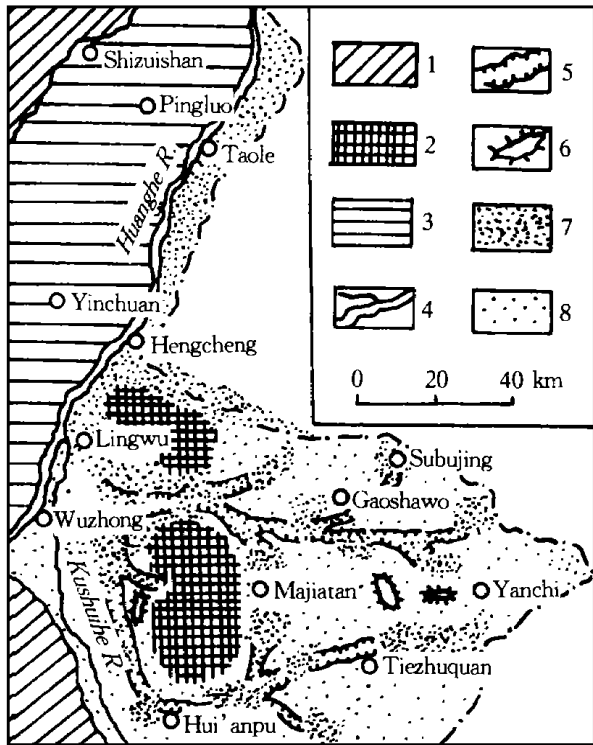 Shizuishan
Pingluo
Taole
Huanghe R.
Yinchuan
Hengcheng
Lingwu
Wuzhong
Kushuihe R.
Subujing
Gaoshawo
Majiatan
Yanchi
Tiezhuquan
Hui'anpu
1
2
3
4
5
6
7
8
0 20 40 km